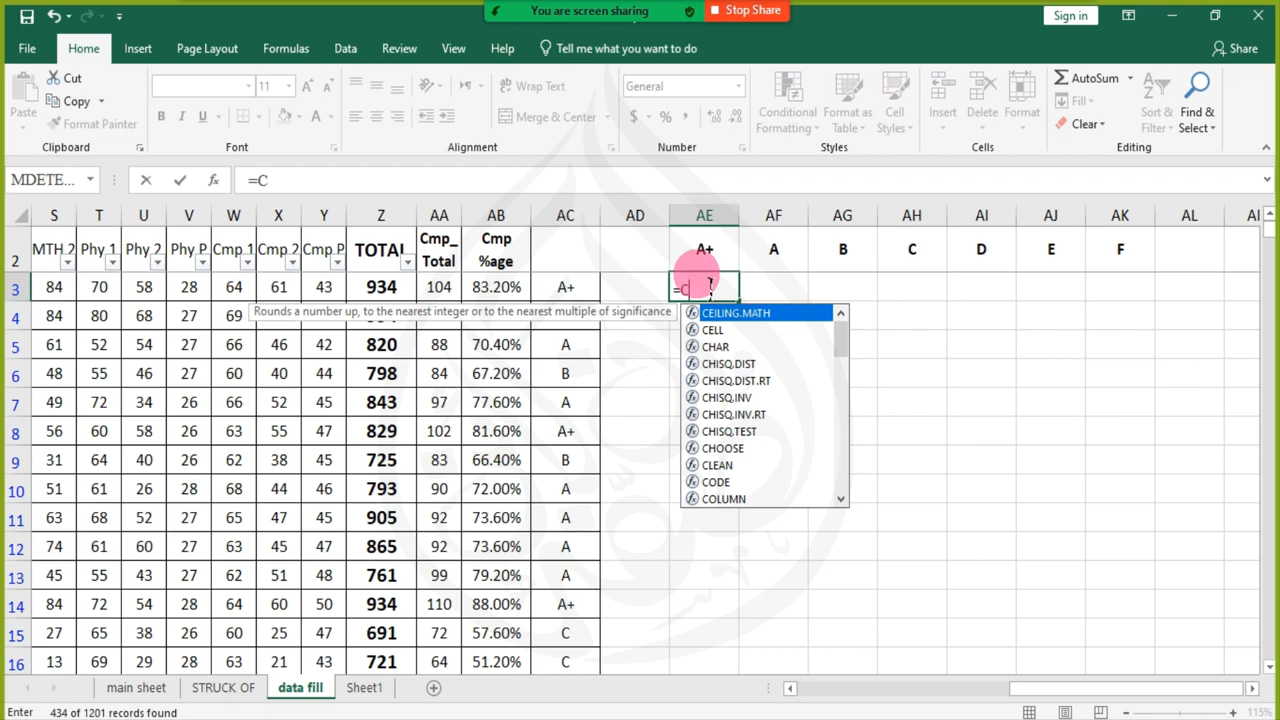 You are screen sharing
Stop Share
Sign in
File Home Insert Page Layout Formulas Data Review View Help Tell me what you want to do Share
Paste
Cut
Copy
Format Painter
Clipboard
11
A A
B I U
A
Font
Wrap Text
Merge & Center
Alignment
General
$ % ,
Number
Conditional Formatting
Format as Table
Cell Styles
Styles
Insert Delete Format
Cells
AutoSum
Fill
Clear
Sort & Filter
Find & Select
Editing
MDETE... fx =C
S T U V W X Y Z AA AB AC AD AE AF AG AH AI AJ AK AL
2 MTH 2 Phy 1 Phy 2 Phy P Cmp 1 Cmp 2 Cmp P TOTAL Cmp_ Total Cmp %age A+ A B C D E F
3 84 70 58 28 64 61 43 934 104 83.20% A+ =C
Rounds a number up, to the nearest integer or to the nearest multiple of significance
4 84 80 68 27 69
5 61 52 54 27 66 46 42 820 88 70.40% A
6 48 55 46 27 60 40 44 798 84 67.20% B
7 49 72 34 26 66 52 45 843 97 77.60% A
8 56 60 58 26 63 55 47 829 102 81.60% A+
9 31 64 40 26 62 38 45 725 83 66.40% B
10 51 61 26 28 68 44 46 793 90 72.00% A
11 63 68 52 27 65 47 45 905 92 73.60% A
12 74 61 60 27 63 45 47 865 92 73.60% A
13 45 55 43 27 62 51 48 761 99 79.20% A
14 84 72 54 28 64 60 50 934 110 88.00% A+
15 27 65 38 26 60 25 47 691 72 57.60% C
16 13 69 29 28 63 21 43 721 64 51.20% C
CEILING.MATH
CELL
CHAR
CHISQ.DIST
CHISQ.DIST.RT
CHISQ.INV
CHISQ.INV.RT
CHISQ.TEST
CHOOSE
CLEAN
CODE
COLUMN
main sheet STRUCK OF data fill Sheet1
Enter 434 of 1201 records found 115%